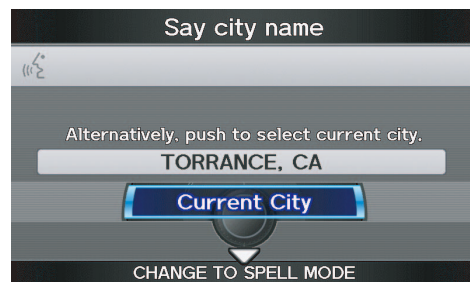 Say city name
Alternatively, push to select current city.
TORRANCE, CA
Current City
CHANGE TO SPELL MODE